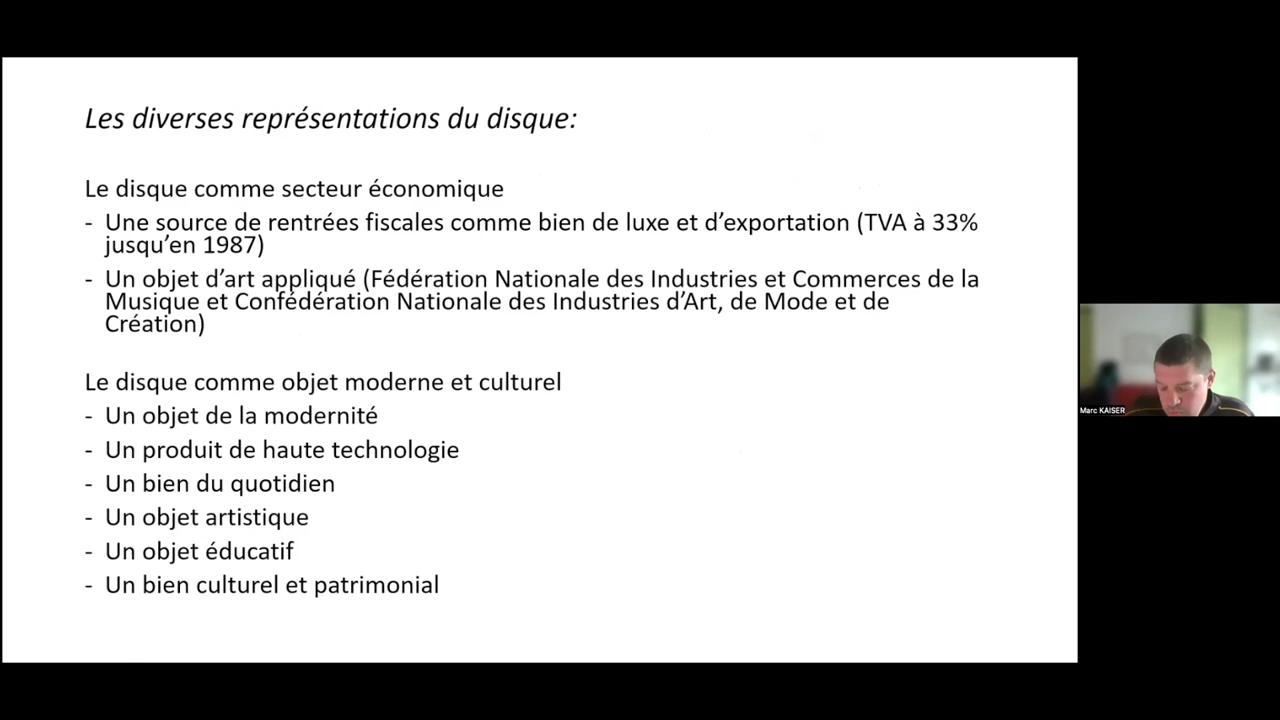 Les diverses représentations du disque:
Le disque comme secteur économique
- Une source de rentrées fiscales comme bien de luxe et d’exportation (TVA à 33%
jusqu’en 1987)
- Un objet d’art appliqué (Fédération Nationale des Industries et Commerces de la
Musique et Confédération Nationale des Industries d’Art, de Mode et de
Création)
Le disque comme objet moderne et culturel
- Un objet de la modernité
- Un produit de haute technologie
- Un bien du quotidien
- Un objet artistique
- Un objet éducatif
- Un bien culturel et patrimonial
Marc KAISER